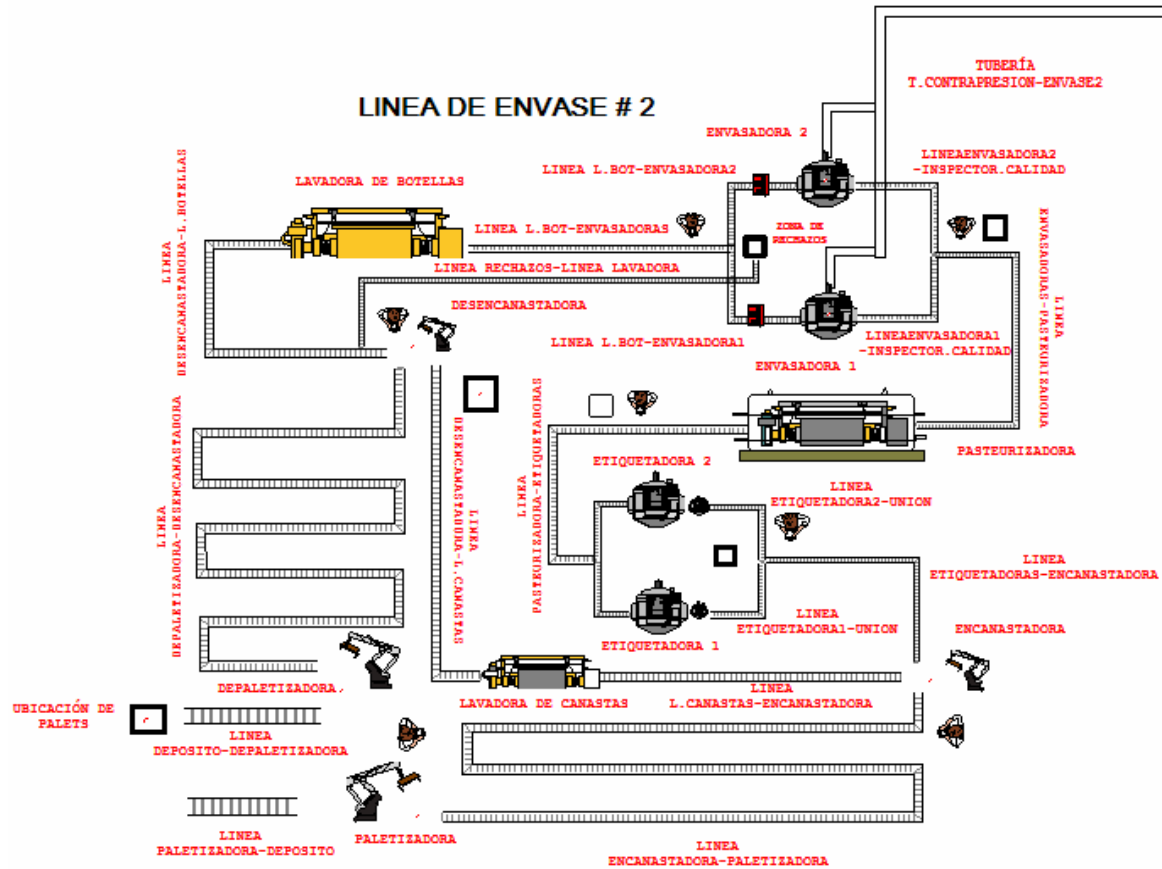 TUBERÍA
T.CONTRAPRESION-ENVASE2
LINEA DE ENVASE # 2
ENVASADORA 2
LINEA L.BOT-ENVASADORA2
LINEAENVASADORA2
-INSPECTOR.CALIDAD
LAVADORA DE BOTELLAS
LINEA
DESENCANASTADORA-L.BOTELLAS
LINEA L.BOT-ENVASADORAS
ZONA DE
RECHAZOS
LINEA
ENVASADORAS-PASTEURIZADORA
LINEA RECHAZOS-LINEA LAVADORA
DESENCANASTADORA
LINEA L.BOT-ENVASADORA1
LINEAENVASADORA1
-INSPECTOR.CALIDAD
ENVASADORA 1
LINEA
DEPALETIZADORA-DESENCANASTADORA
LINEA
DESENCANASTADORA-L.CANASTAS
LINEA
PASTEURIZADORA-ETIQUETADORAS
PASTEURIZADORA
ETIQUETADORA 2
LINEA
ETIQUETADORA2-UNION
LINEA
ETIQUETADORAS-ENCANASTADORA
LINEA
ETIQUETADORA1-UNION
ETIQUETADORA 1
ENCANASTADORA
DEPALETIZADORA
LAVADORA DE CANASTAS
LINEA
L.CANASTAS-ENCANASTADORA
UBICACIÓN DE
PALETS
LINEA
DEPOSITO-DEPALETIZADORA
LINEA
PALETIZADORA-DEPOSITO
PALETIZADORA
LINEA
ENCANASTADORA-PALETIZADORA